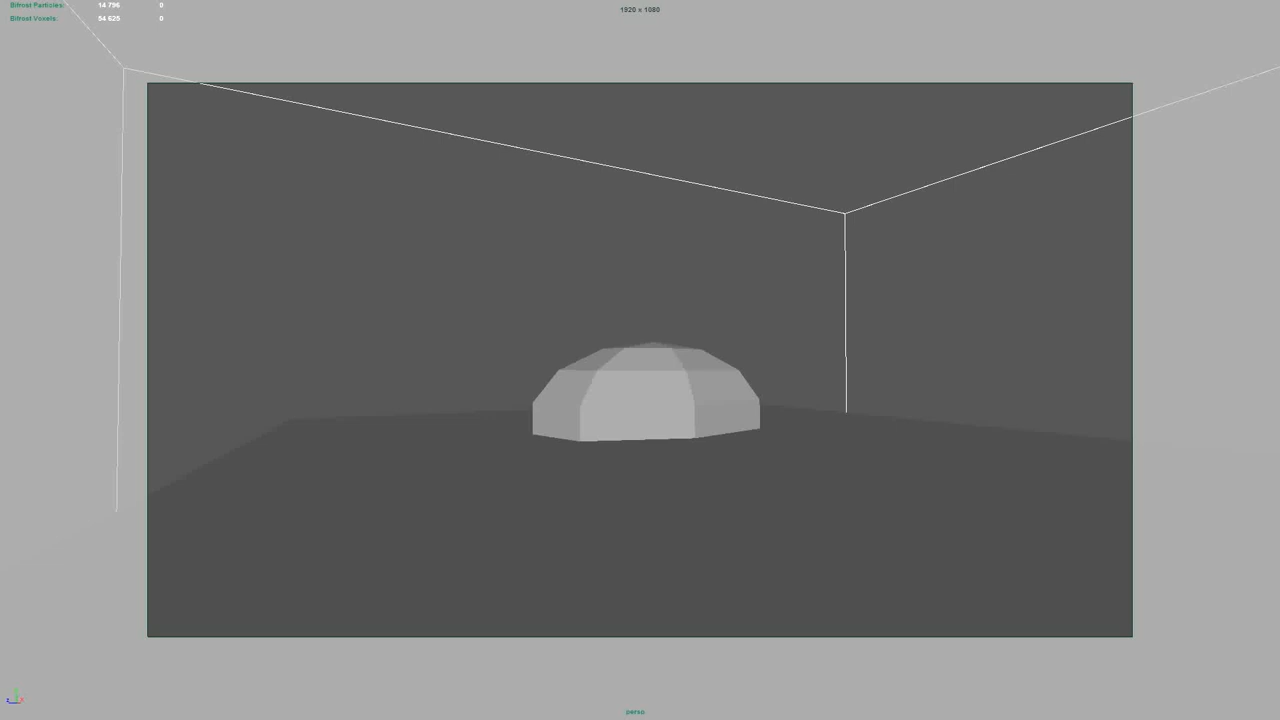 Bifrost Particles: 14 796 0
Bifrost Voxels: 54 625 0
1920 x 1080
persp